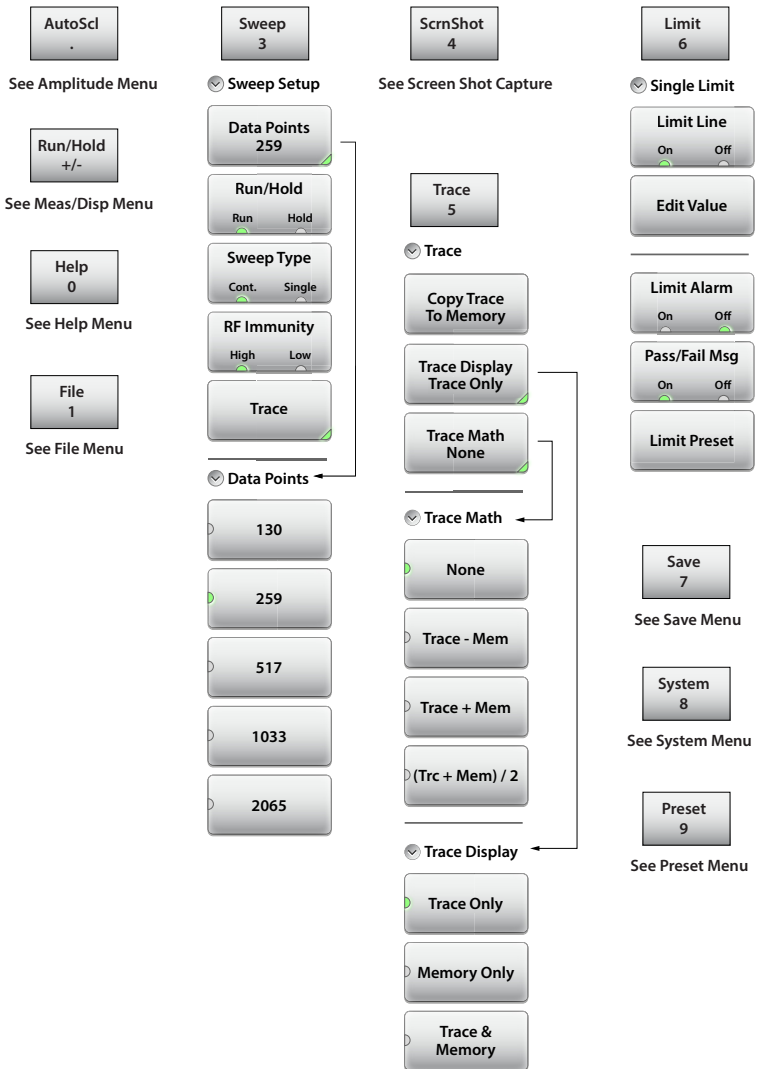 AutoScl
.
See Amplitude Menu
Run/Hold
+/-
See Meas/Disp Menu
Help
0
See Help Menu
File
1
See File Menu
Sweep
3
Sweep Setup
Data Points
259
Run/Hold
Run Hold
Sweep Type
Cont. Single
RF Immunity
High Low
Trace
Data Points
130
259
517
1033
2065
ScrnShot
4
See Screen Shot Capture
Trace
5
Trace
Copy Trace
To Memory
Trace Display
Trace Only
Trace Math
None
Trace Math
None
Trace - Mem
Trace + Mem
(Trc + Mem) / 2
Trace Display
Trace Only
Memory Only
Trace &
Memory
Limit
6
Single Limit
Limit Line
On Off
Edit Value
Limit Alarm
On Off
Pass/Fail Msg
On Off
Limit Preset
Save
7
See Save Menu
System
8
See System Menu
Preset
9
See Preset Menu